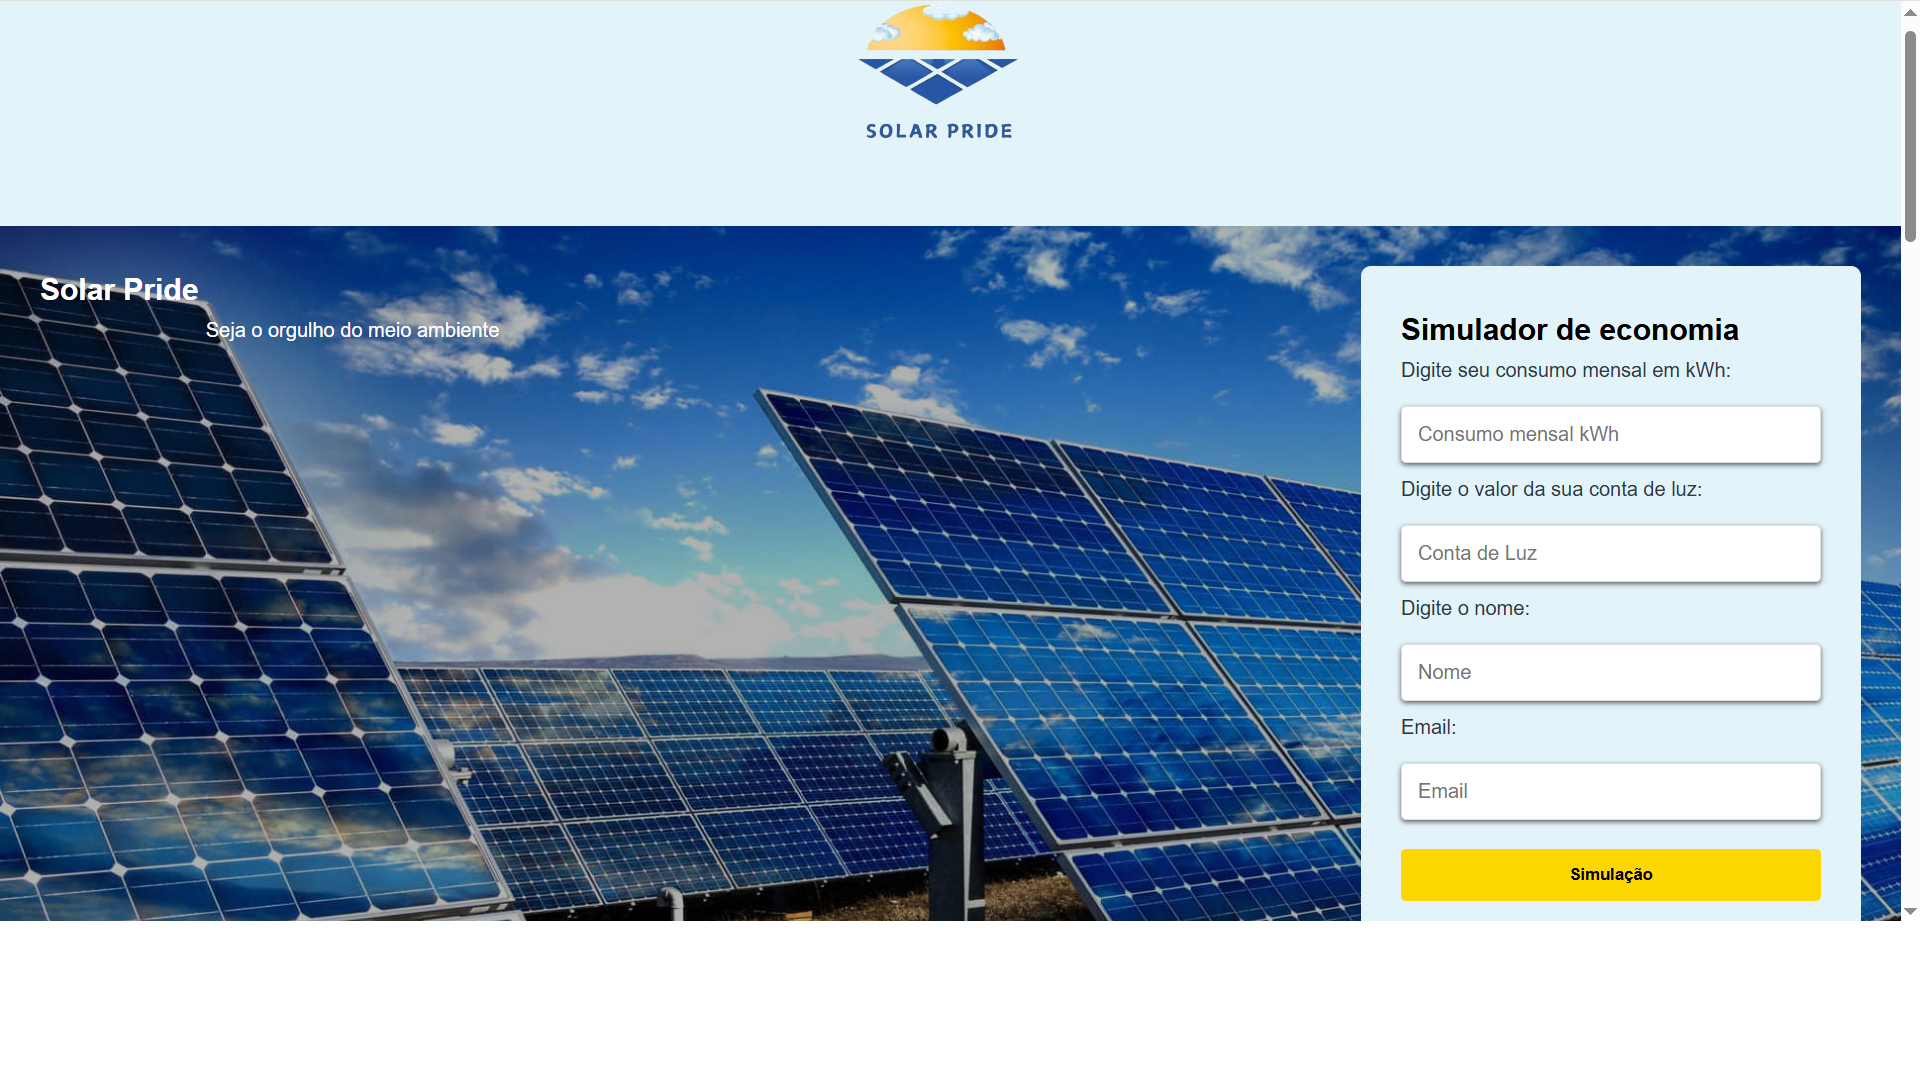 SOLAR PRIDE
Solar Pride
Seja o orgulho do meio ambiente
Simulador de economia
Digite seu consumo mensal em kWh:
Consumo mensal kWh
Digite o valor da sua conta de luz:
Conta de Luz
Digite o nome:
Nome
Email:
Email
Simulação